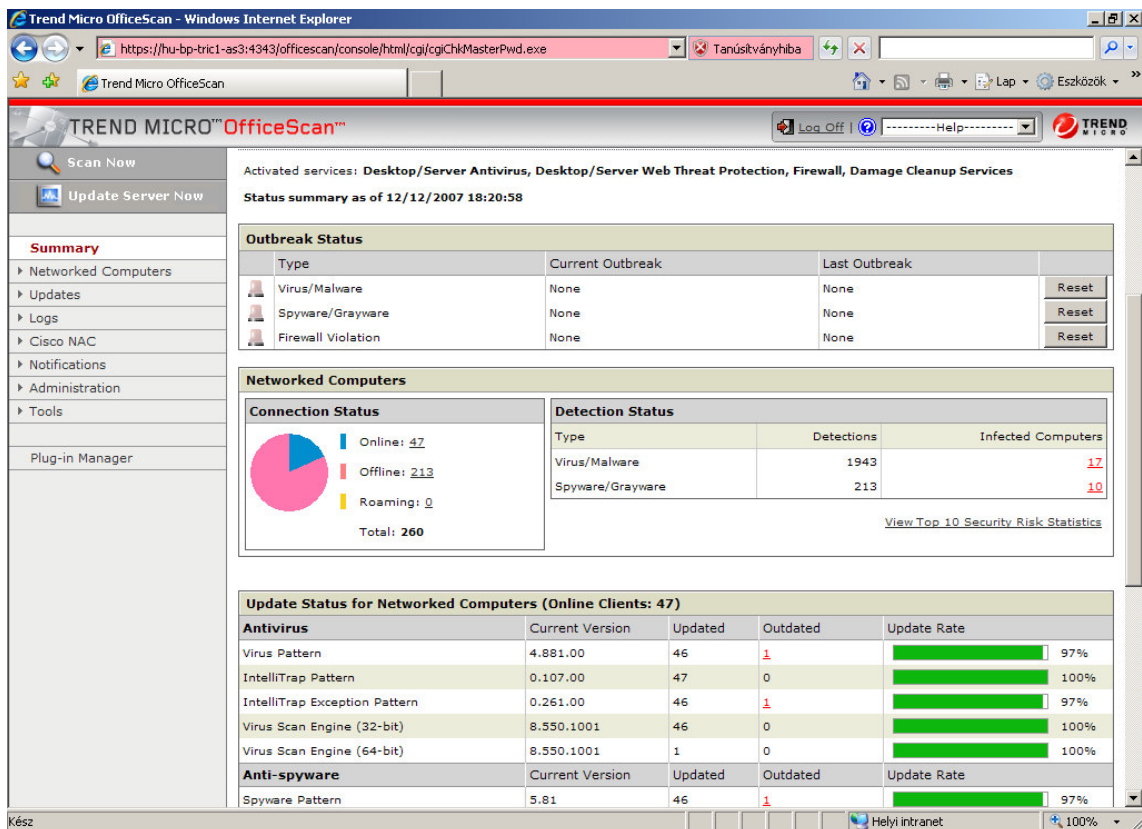 Trend Micro OfficeScan - Windows Internet Explorer
https://hu-bp-tric1-as3:4343/officescan/console/html/cgi/cgiChkMasterPwd.exe Tanúsítványhiba
Trend Micro OfficeScan Lap Eszközök
TREND MICRO™ OfficeScan™ Log Off | ---------Help--------- TREND MICRO
Scan Now
Update Server Now
Summary
Networked Computers
Updates
Logs
Cisco NAC
Notifications
Administration
Tools
Plug-in Manager
Activated services: Desktop/Server Antivirus, Desktop/Server Web Threat Protection, Firewall, Damage Cleanup Services
Status summary as of 12/12/2007 18:20:58
Outbreak Status
Type Current Outbreak Last Outbreak
Virus/Malware None None Reset
Spyware/Grayware None None Reset
Firewall Violation None None Reset
Networked Computers
Connection Status
Online: 47
Offline: 213
Roaming: 0
Total: 260
Detection Status
Type Detections Infected Computers
Virus/Malware 1943 17
Spyware/Grayware 213 10
View Top 10 Security Risk Statistics
Update Status for Networked Computers (Online Clients: 47)
Antivirus Current Version Updated Outdated Update Rate
Virus Pattern 4.881.00 46 1 97%
IntelliTrap Pattern 0.107.00 47 0 100%
IntelliTrap Exception Pattern 0.261.00 46 1 97%
Virus Scan Engine (32-bit) 8.550.1001 46 0 100%
Virus Scan Engine (64-bit) 8.550.1001 1 0 100%
Anti-spyware Current Version Updated Outdated Update Rate
Spyware Pattern 5.81 46 1 97%
Kész Helyi intranet 100%